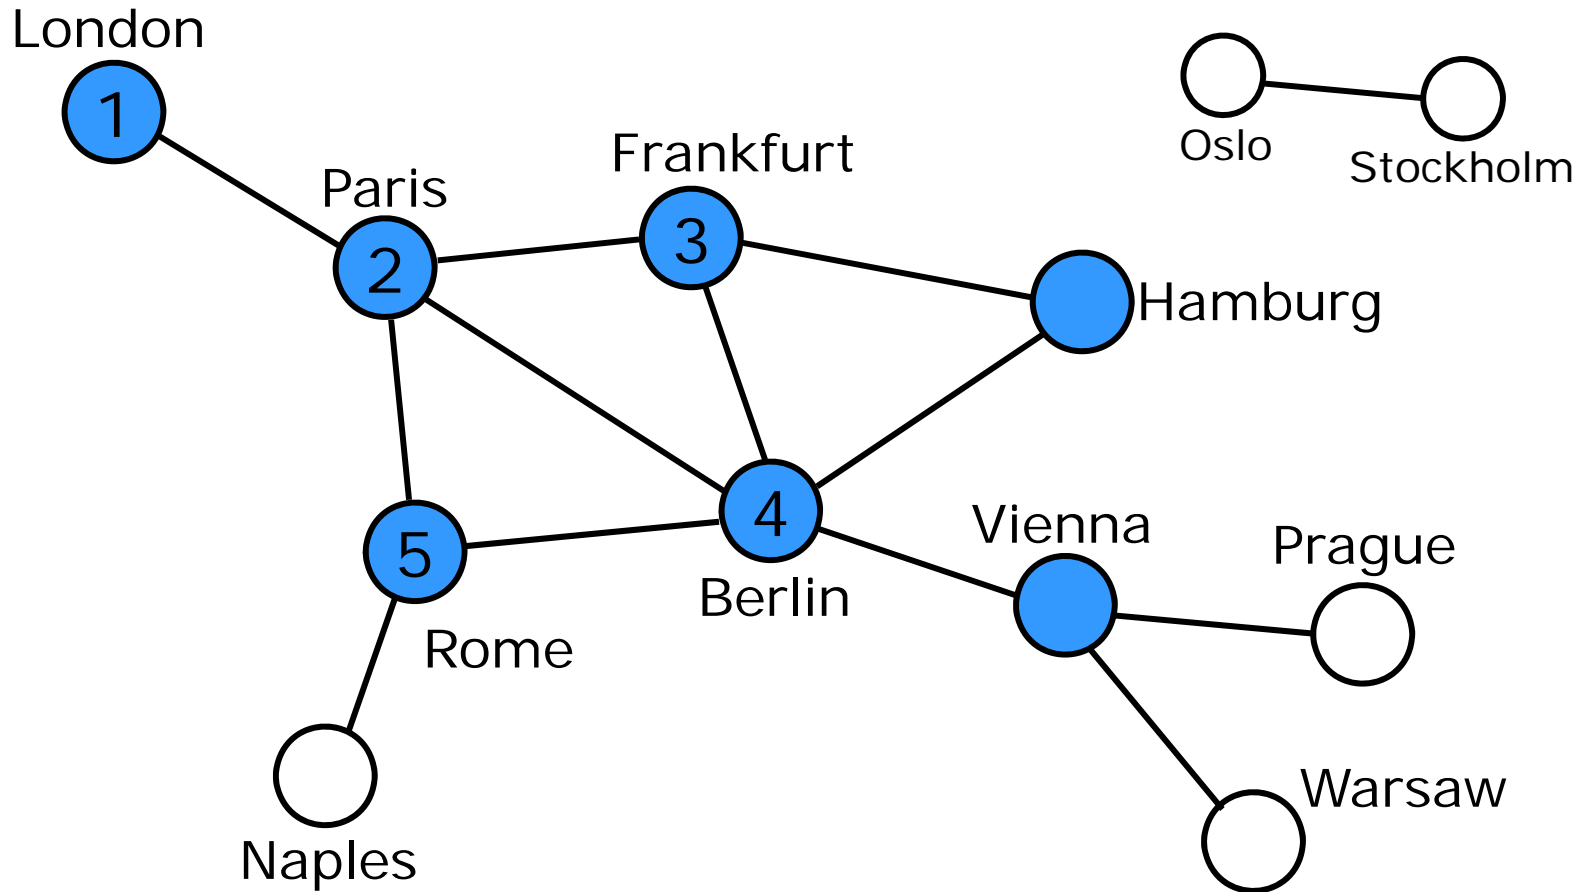 London
1
Oslo
Stockholm
Frankfurt
Paris
3
2
Hamburg
4
Vienna
Prague
5
Berlin
Rome
Warsaw
Naples